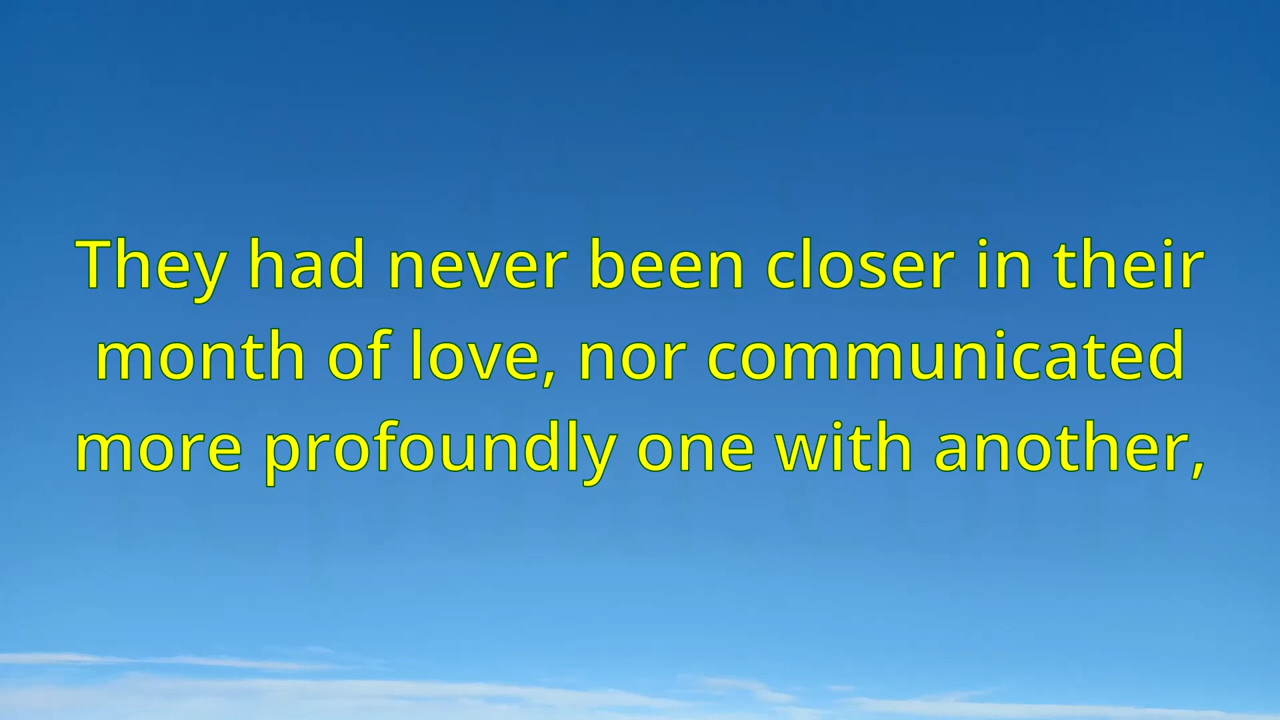 They had never been closer in their
month of love, nor communicated
more profoundly one with another,